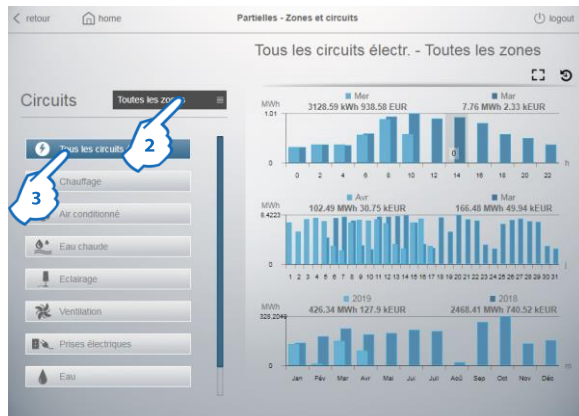 retour
home
Partielles - Zones et circuits
logout
Tous les circuits électr. - Toutes les zones
Circuits
Toutes les zones
2
Tous les circuits
3
Chauffage
Air conditionné
Eau chaude
Eclairage
Ventilation
Prises électriques
Eau
MWh
Mer
Mar
3128.59 kWh 938.58 EUR
7.76 MWh 2.33 kEUR
1.01
0
0
0 2 4 6 8 10 12 14 16 18 20 22
h
MWh
Avr
Mar
102.49 MWh 30.75 kEUR
166.48 MWh 49.94 kEUR
8.4223
0
1 2 3 4 5 6 7 8 9 10 11 12 13 14 15 16 17 18 19 20 21 22 23 24 25 26 27 28 29 30 31
j
MWh
2019
2018
426.34 MWh 127.9 kEUR
2468.41 MWh 740.52 kEUR
328.2046
0
Jan Fév Mar Avr Mai Jui Juil Aoû Sep Oct Nov Déc
m